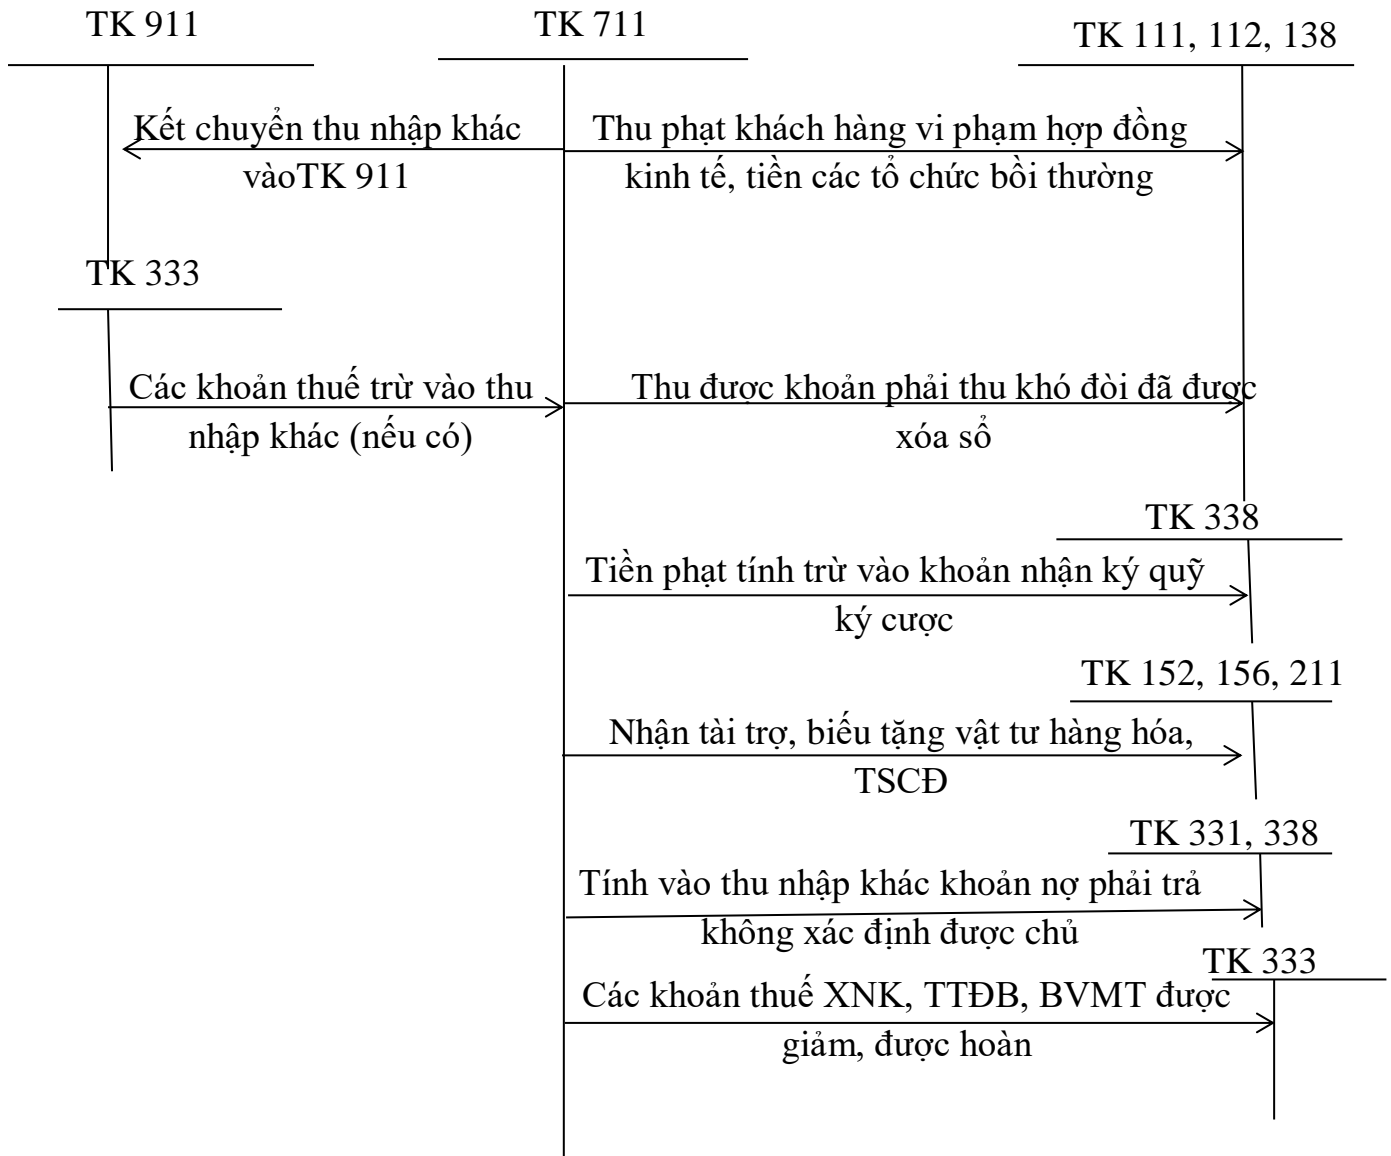 TK 911
TK 711
TK 111, 112, 138
Kết chuyển thu nhập khác
vàoTK 911
Thu phạt khách hàng vi phạm hợp đồng
kinh tế, tiền các tổ chức bồi thường
TK 333
Các khoản thuế trừ vào thu
nhập khác (nếu có)
Thu được khoản phải thu khó đòi đã được
xóa sổ
TK 338
Tiền phạt tính trừ vào khoản nhận ký quỹ
ký cược
TK 152, 156, 211
Nhận tài trợ, biếu tặng vật tư hàng hóa,
TSCĐ
TK 331, 338
Tính vào thu nhập khác khoản nợ phải trả
không xác định được chủ
TK 333
Các khoản thuế XNK, TTĐB, BVMT được
giảm, được hoàn